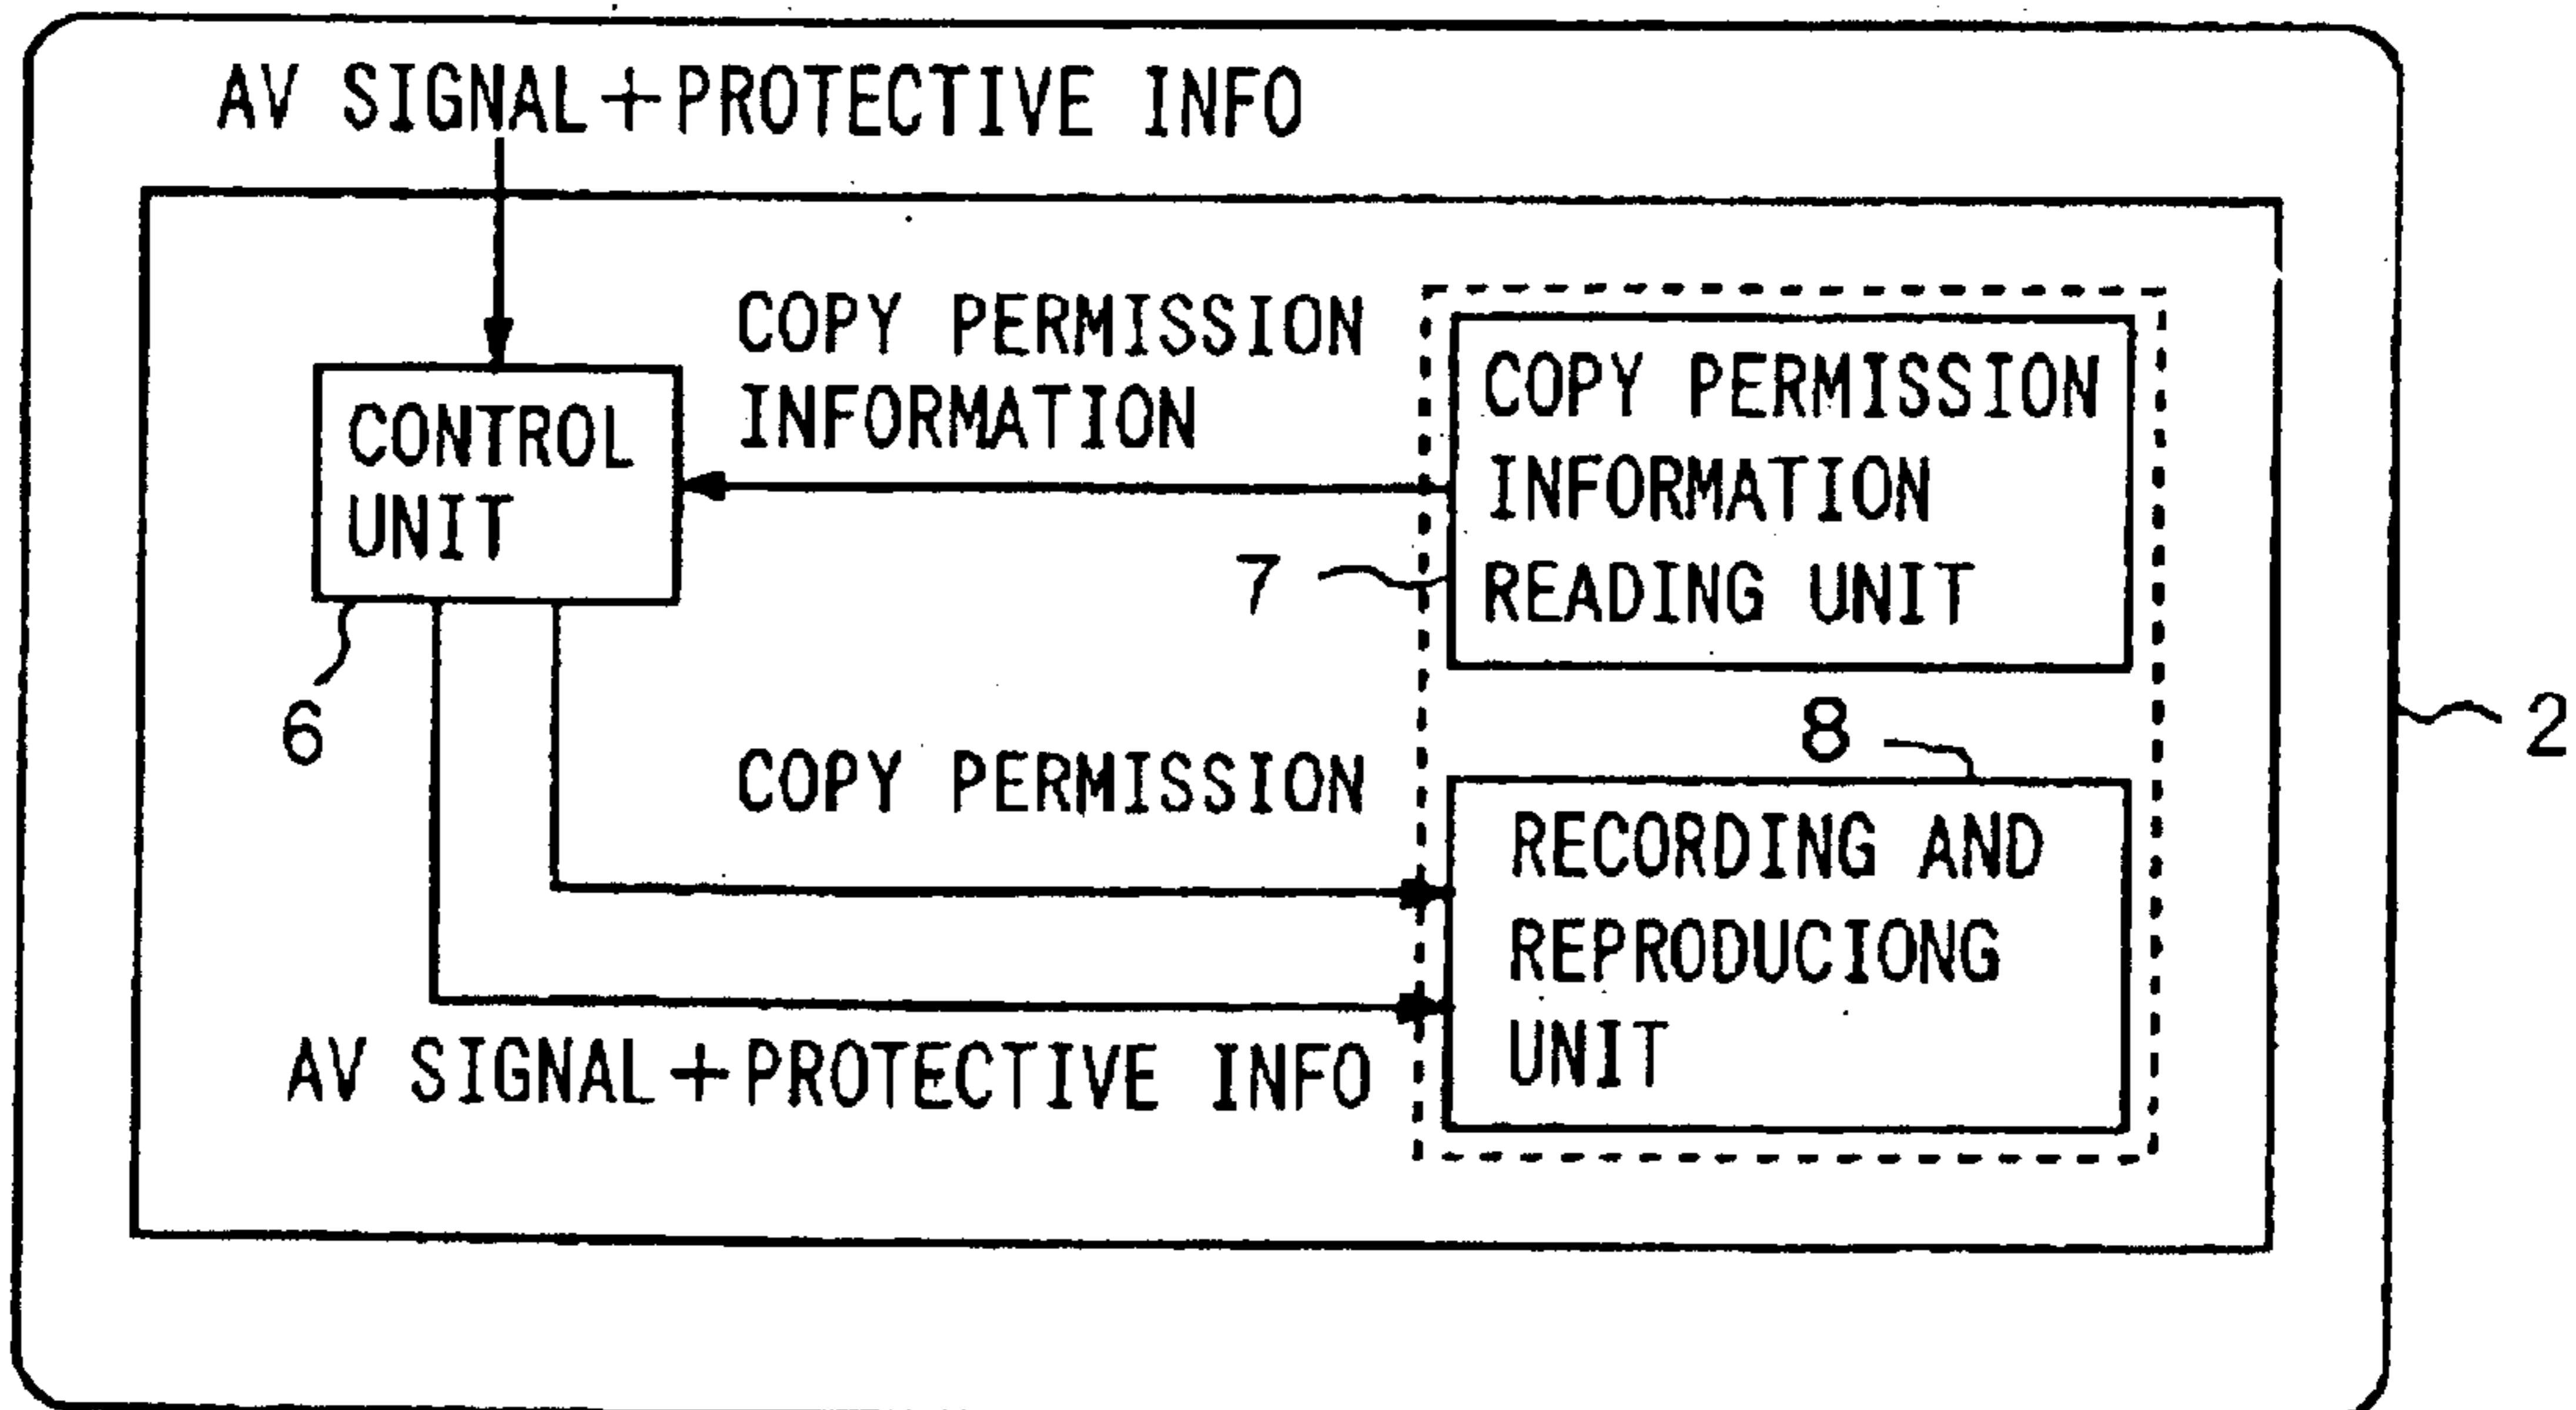 AV SIGNAL+PROTECTIVE INFO
COPY PERMISSION
INFORMATION
CONTROL
UNIT
COPY PERMISSION
INFORMATION
READING UNIT
7
6
8
2
COPY PERMISSION
RECORDING AND
REPRODUCIONG
UNIT
AV SIGNAL+PROTECTIVE INFO